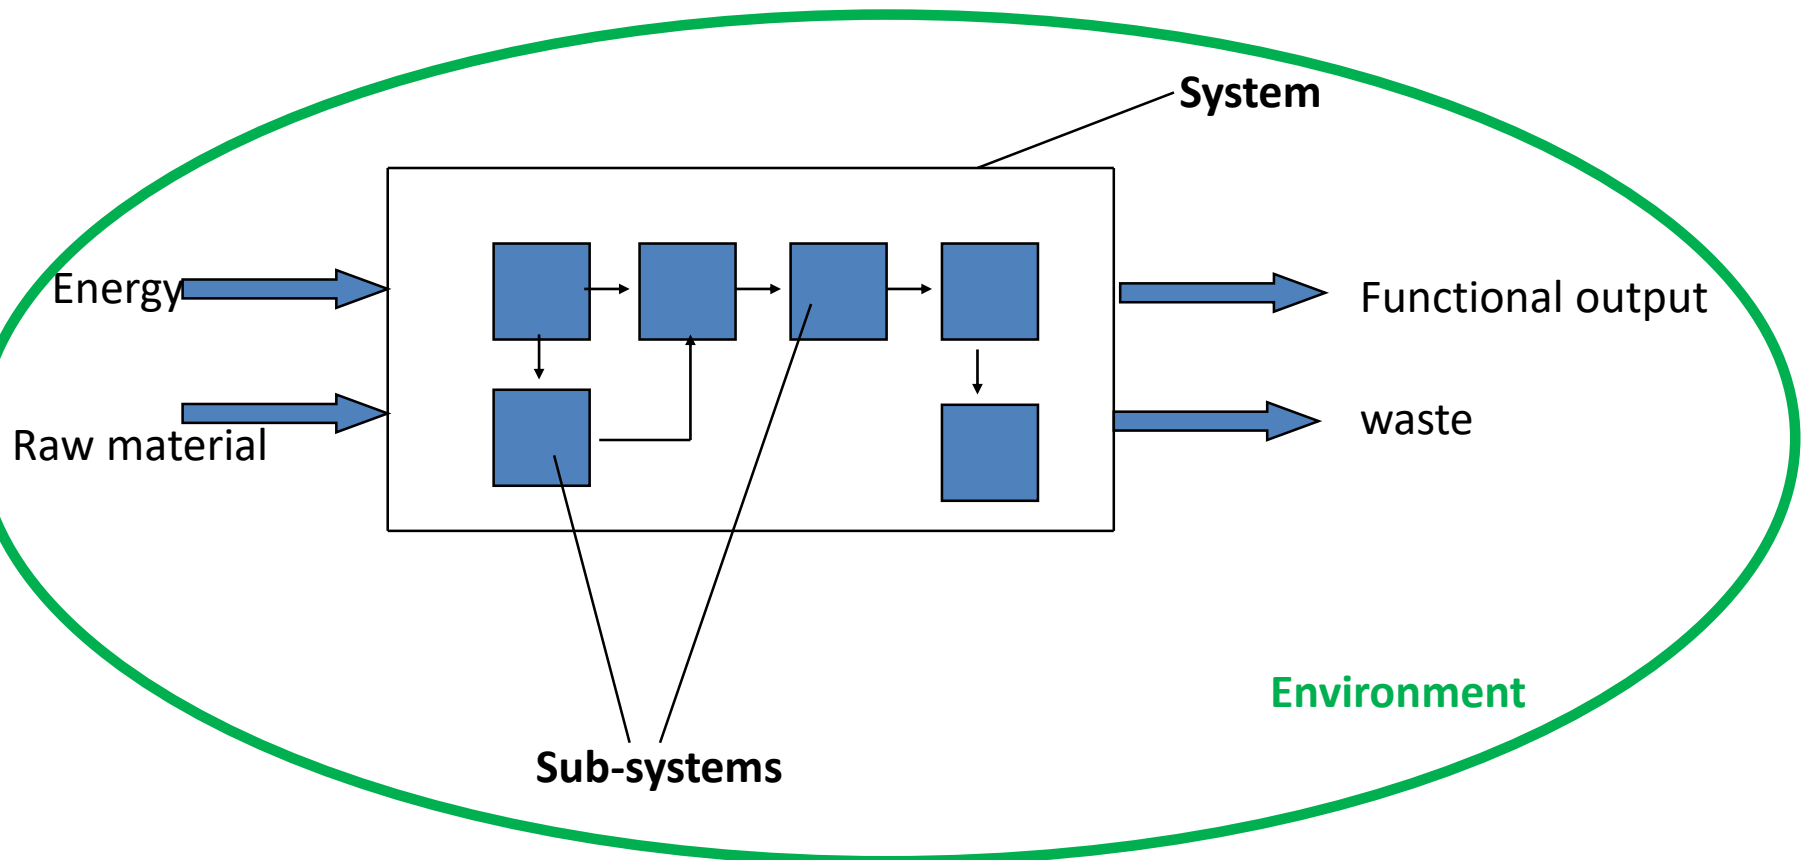 System
Energy
Functional output
Raw material
waste
Environment
Sub-systems